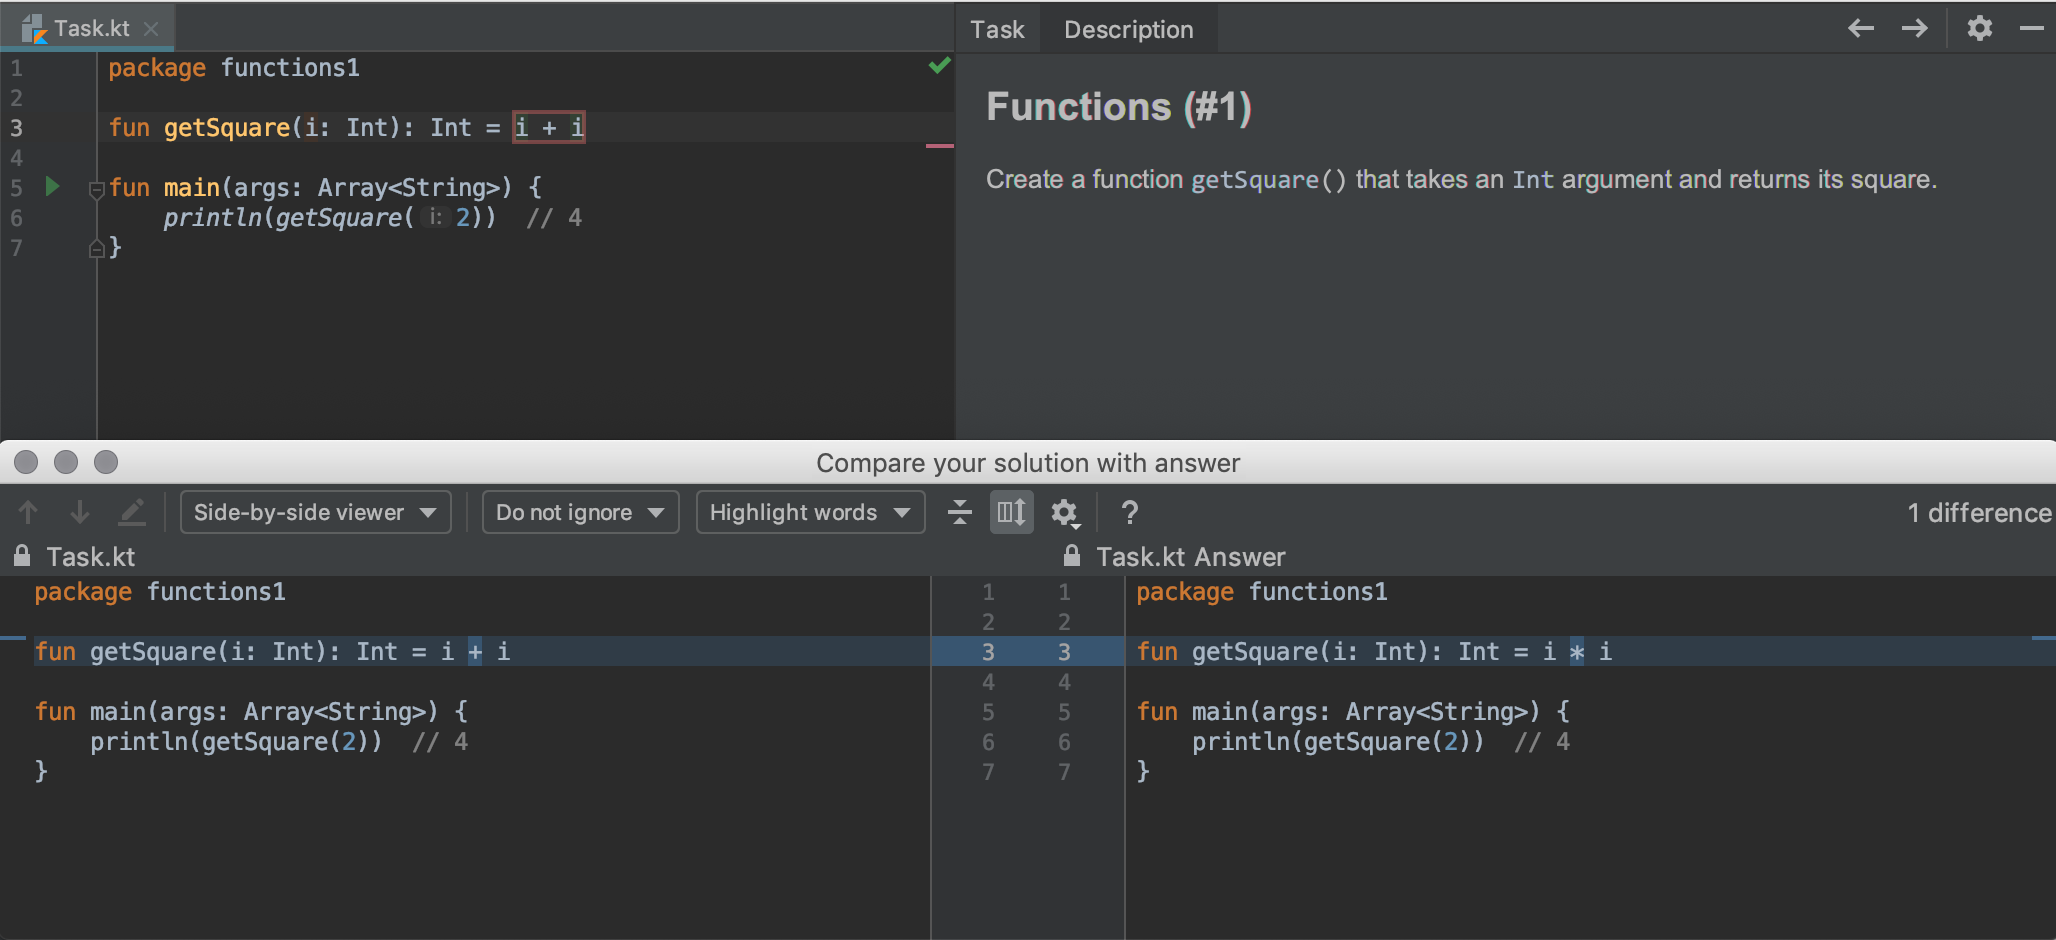 Task.kt
1 package functions1
2
3 fun getSquare(i: Int): Int = i + i
4
5 fun main(args: Array<String>) {
6 println(getSquare( i: 2)) // 4
7 }
Task Description
Functions (#1)
Create a function getSquare() that takes an Int argument and returns its square.
Compare your solution with answer
Side-by-side viewer Do not ignore Highlight words ? 1 difference
Task.kt
package functions1 1
2
fun getSquare(i: Int): Int = i + i 3
4
fun main(args: Array<String>) { 5
println(getSquare(2)) // 4 6
} 7
Task.kt Answer
1 package functions1
2
3 fun getSquare(i: Int): Int = i * i
4
5 fun main(args: Array<String>) {
6 println(getSquare(2)) // 4
7 }